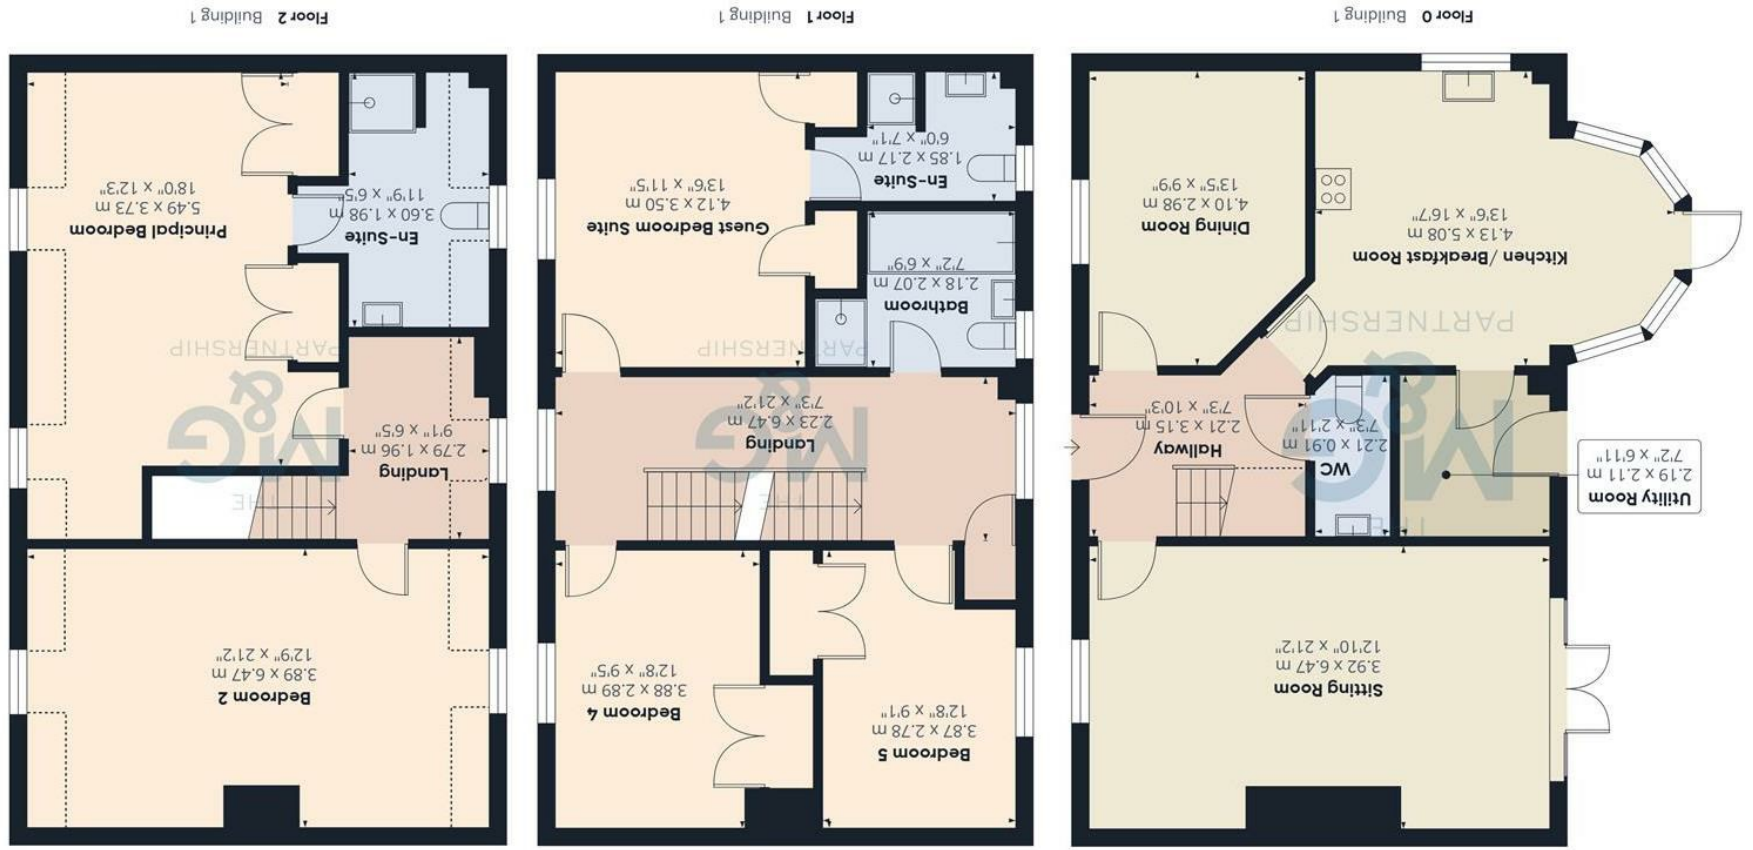 Floor 0 Building 1
Sitting Room
3.92 x 6.47 m
12'10" x 21'2"
Utility Room
2.19 x 2.11 m
7'2" x 6'11"
WC
2.21 x 0.91 m
7'3" x 2'11"
Hallway
2.21 x 3.15 m
7'3" x 10'3"
Kitchen / Breakfast Room
4.13 x 5.08 m
13'6" x 16'7"
Dining Room
4.10 x 2.98 m
13'5" x 9'9"
THE
M&G
PARTNERSHIP
Floor 1 Building 1
Bedroom 5
3.87 x 2.78 m
12'8" x 9'1"
Bedroom 4
3.88 x 2.89 m
12'8" x 9'5"
Landing
2.23 x 6.47 m
7'3" x 21'2"
Bathroom
2.18 x 2.07 m
7'2" x 6'9"
En-Suite
1.85 x 2.17 m
6'0" x 7'1"
Guest Bedroom Suite
4.12 x 3.50 m
13'6" x 11'5"
THE
M&G
PARTNERSHIP
Floor 2 Building 1
Bedroom 2
3.89 x 6.47 m
12'9" x 21'2"
Landing
2.79 x 1.96 m
9'1" x 6'5"
En-Suite
3.60 x 1.98 m
11'9" x 6'5"
Principal Bedroom
5.49 x 3.73 m
18'0" x 12'3"
THE
M&G
PARTNERSHIP